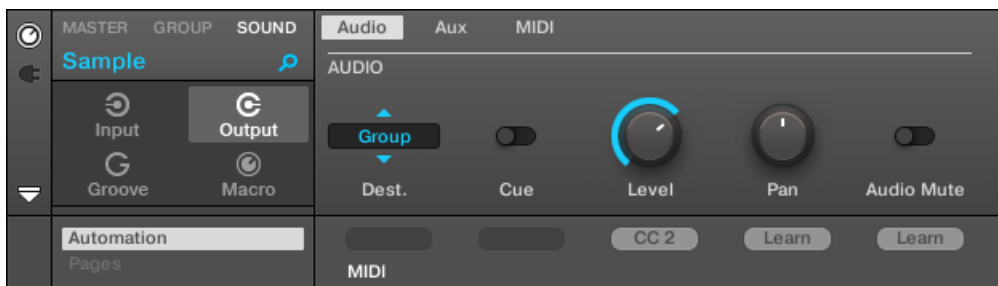 MASTER GROUP SOUND
Sample
Input Output
Groove Macro
Automation
Pages
Audio Aux MIDI
AUDIO
Group
Dest. Cue Level Pan Audio Mute
CC 2 Learn Learn
MIDI